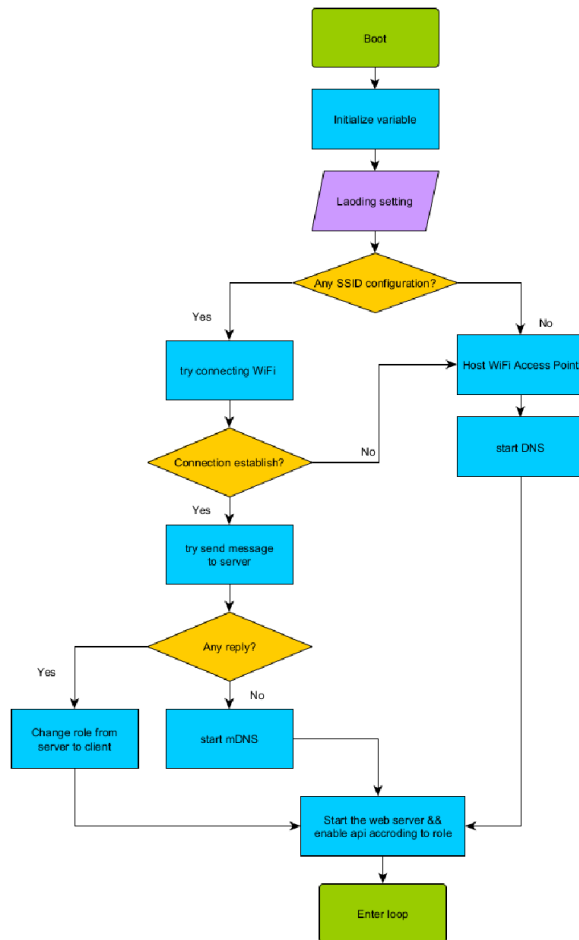 Boot
Initialize variable
Laoding setting
Any SSID configuration?
Yes
No
try connecting WiFi
Host WiFi Access Point
Connection establish?
No
start DNS
Yes
try send message
to server
Any reply?
Yes
No
Change role from
server to client
start mDNS
Start the web server &&
enable api accroding to role
Enter loop